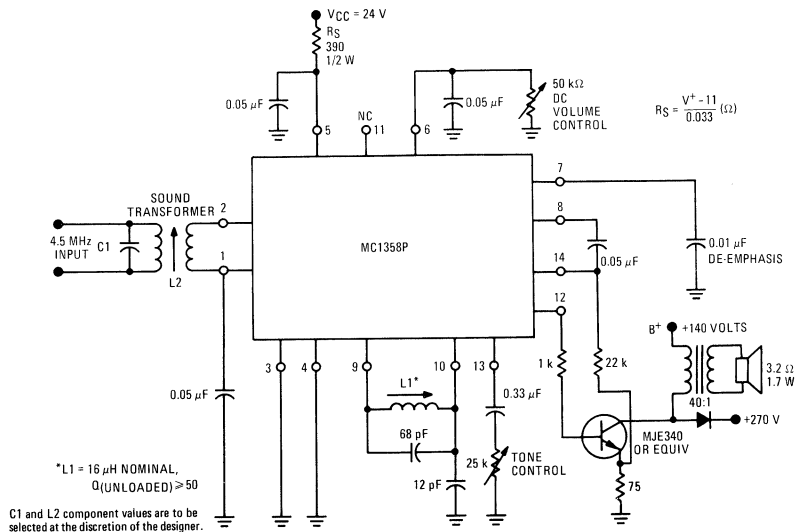 VCC = 24 V
RS
390
1/2 W
0.05 µF
5
NC
11
6
0.05 µF
50 kΩ
DC
VOLUME
CONTROL
RS = V+ -11 / 0.033 (Ω)
SOUND
TRANSFORMER
2
1
4.5 MHz
INPUT
C1
L2
MC1358P
7
8
14
12
0.05 µF
0.01 µF
DE-EMPHASIS
3
4
9
10
13
0.05 µF
L1*
68 pF
12 pF
0.33 µF
25 k
TONE
CONTROL
1 k
22 k
B+
+140 VOLTS
40:1
3.2 Ω
1.7 W
+270 V
MJE340
OR EQUIV
75
*L1 = 16 µH NOMINAL,
Q(UNLOADED) ⩾ 50
C1 and L2 component values are to be
selected at the discretion of the designer.